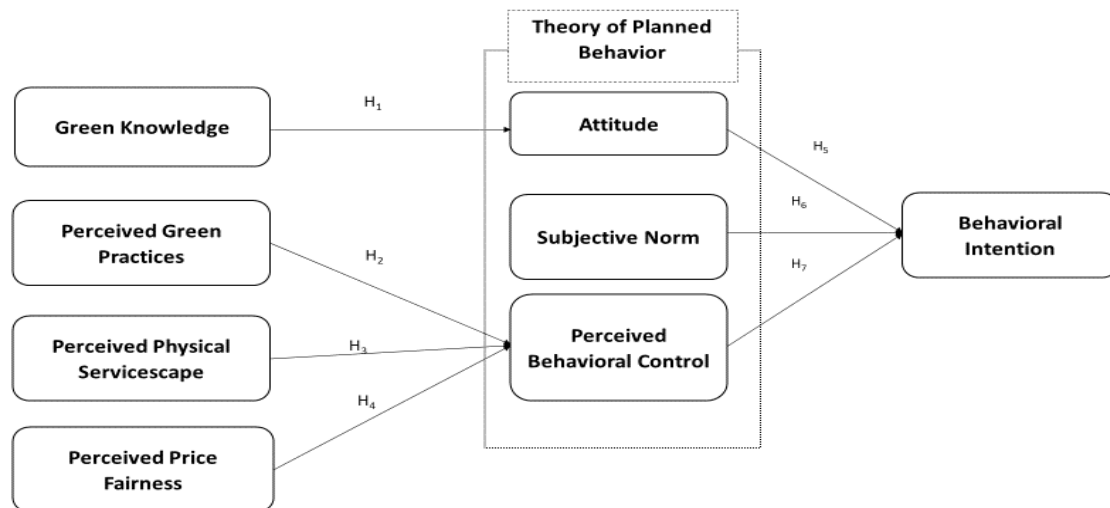 Theory of Planned
Behavior
Green Knowledge
H₁
Attitude
H₅
Perceived Green
Practices
H₂
Subjective Norm
H₆
Behavioral
Intention
H₇
Perceived Physical
Servicescape
H₃
Perceived
Behavioral Control
H₄
Perceived Price
Fairness